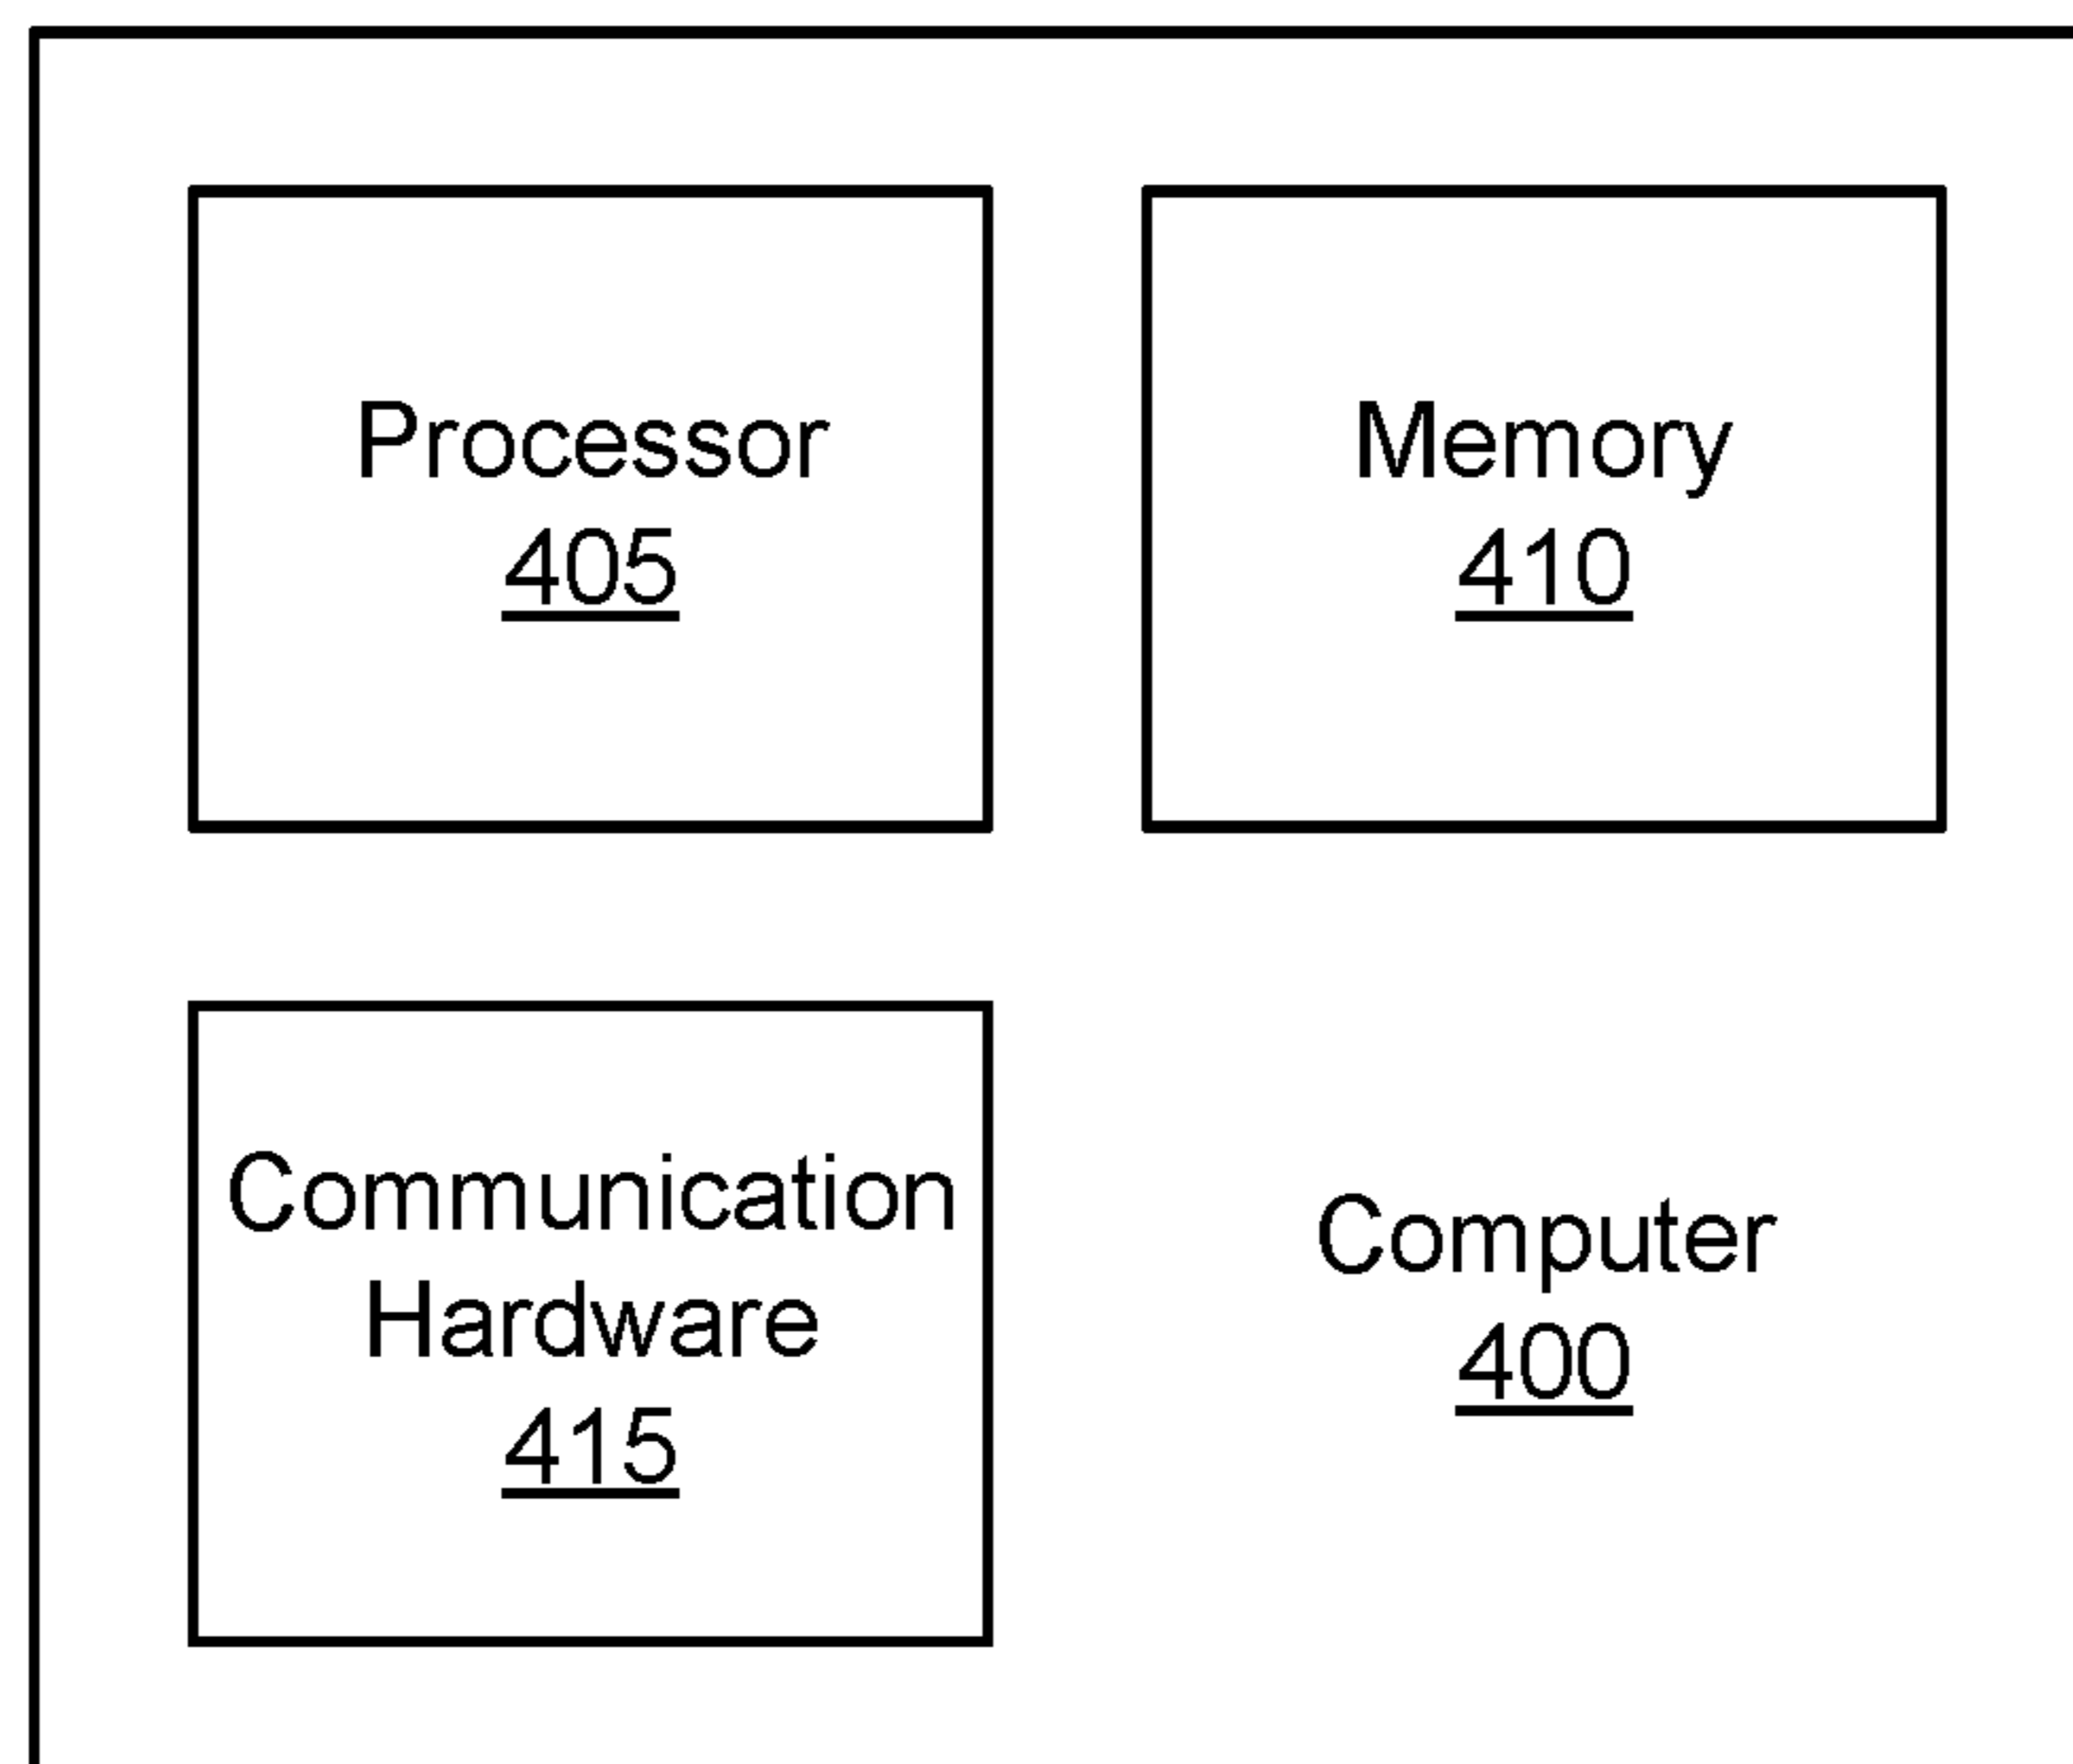 Processor
405
Memory
410
Communication
Hardware
415
Computer
400